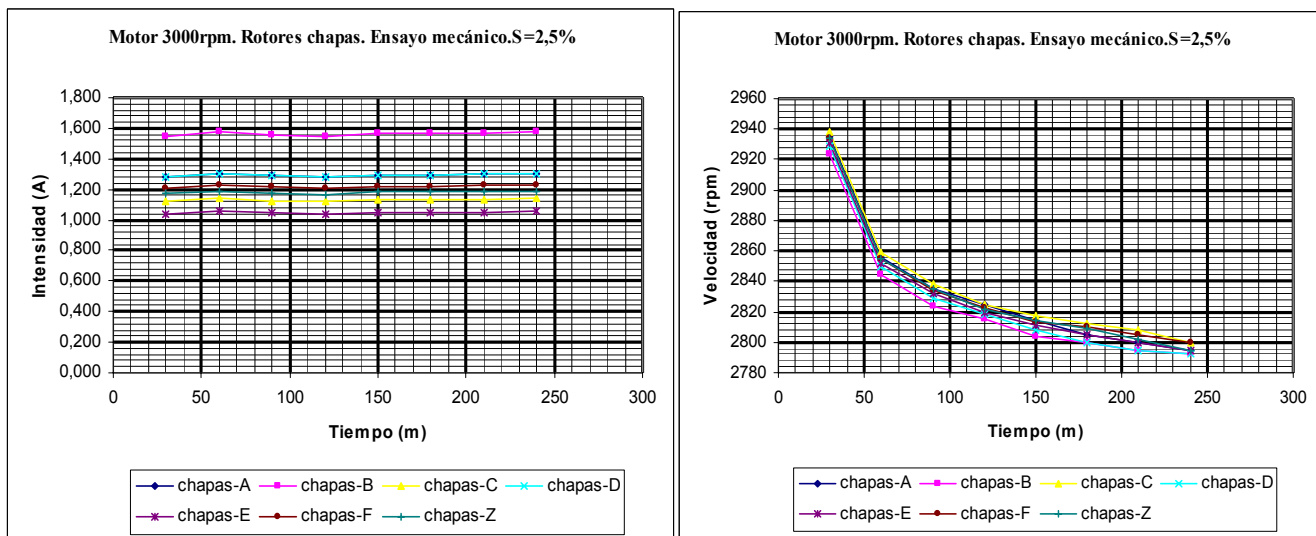 Motor 3000rpm. Rotores chapas. Ensayo mecánico.S=2,5%
Intensidad (A)
1,800
1,600
1,400
1,200
1,000
0,800
0,600
0,400
0,200
0,000
0 50 100 150 200 250 300
Tiempo (m)
chapas-A chapas-B chapas-C chapas-D
chapas-E chapas-F chapas-Z
Motor 3000rpm. Rotores chapas. Ensayo mecánico.S=2,5%
Velocidad (rpm)
2960
2940
2920
2900
2880
2860
2840
2820
2800
2780
0 50 100 150 200 250 300
Tiempo (m)
chapas-A chapas-B chapas-C chapas-D
chapas-E chapas-F chapas-Z